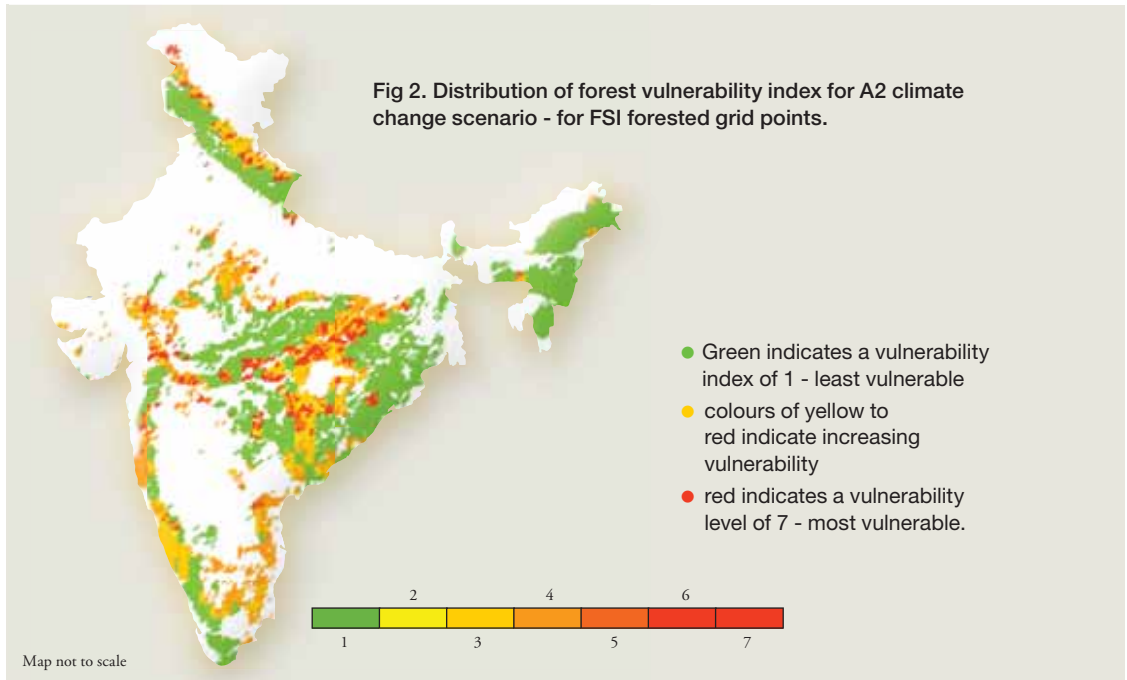 Fig 2. Distribution of forest vulnerability index for A2 climate
change scenario - for FSI forested grid points.
Green indicates a vulnerability
index of 1 - least vulnerable
colours of yellow to
red indicate increasing
vulnerability
red indicates a vulnerability
level of 7 - most vulnerable.
2 4 6
1 3 5 7
Map not to scale